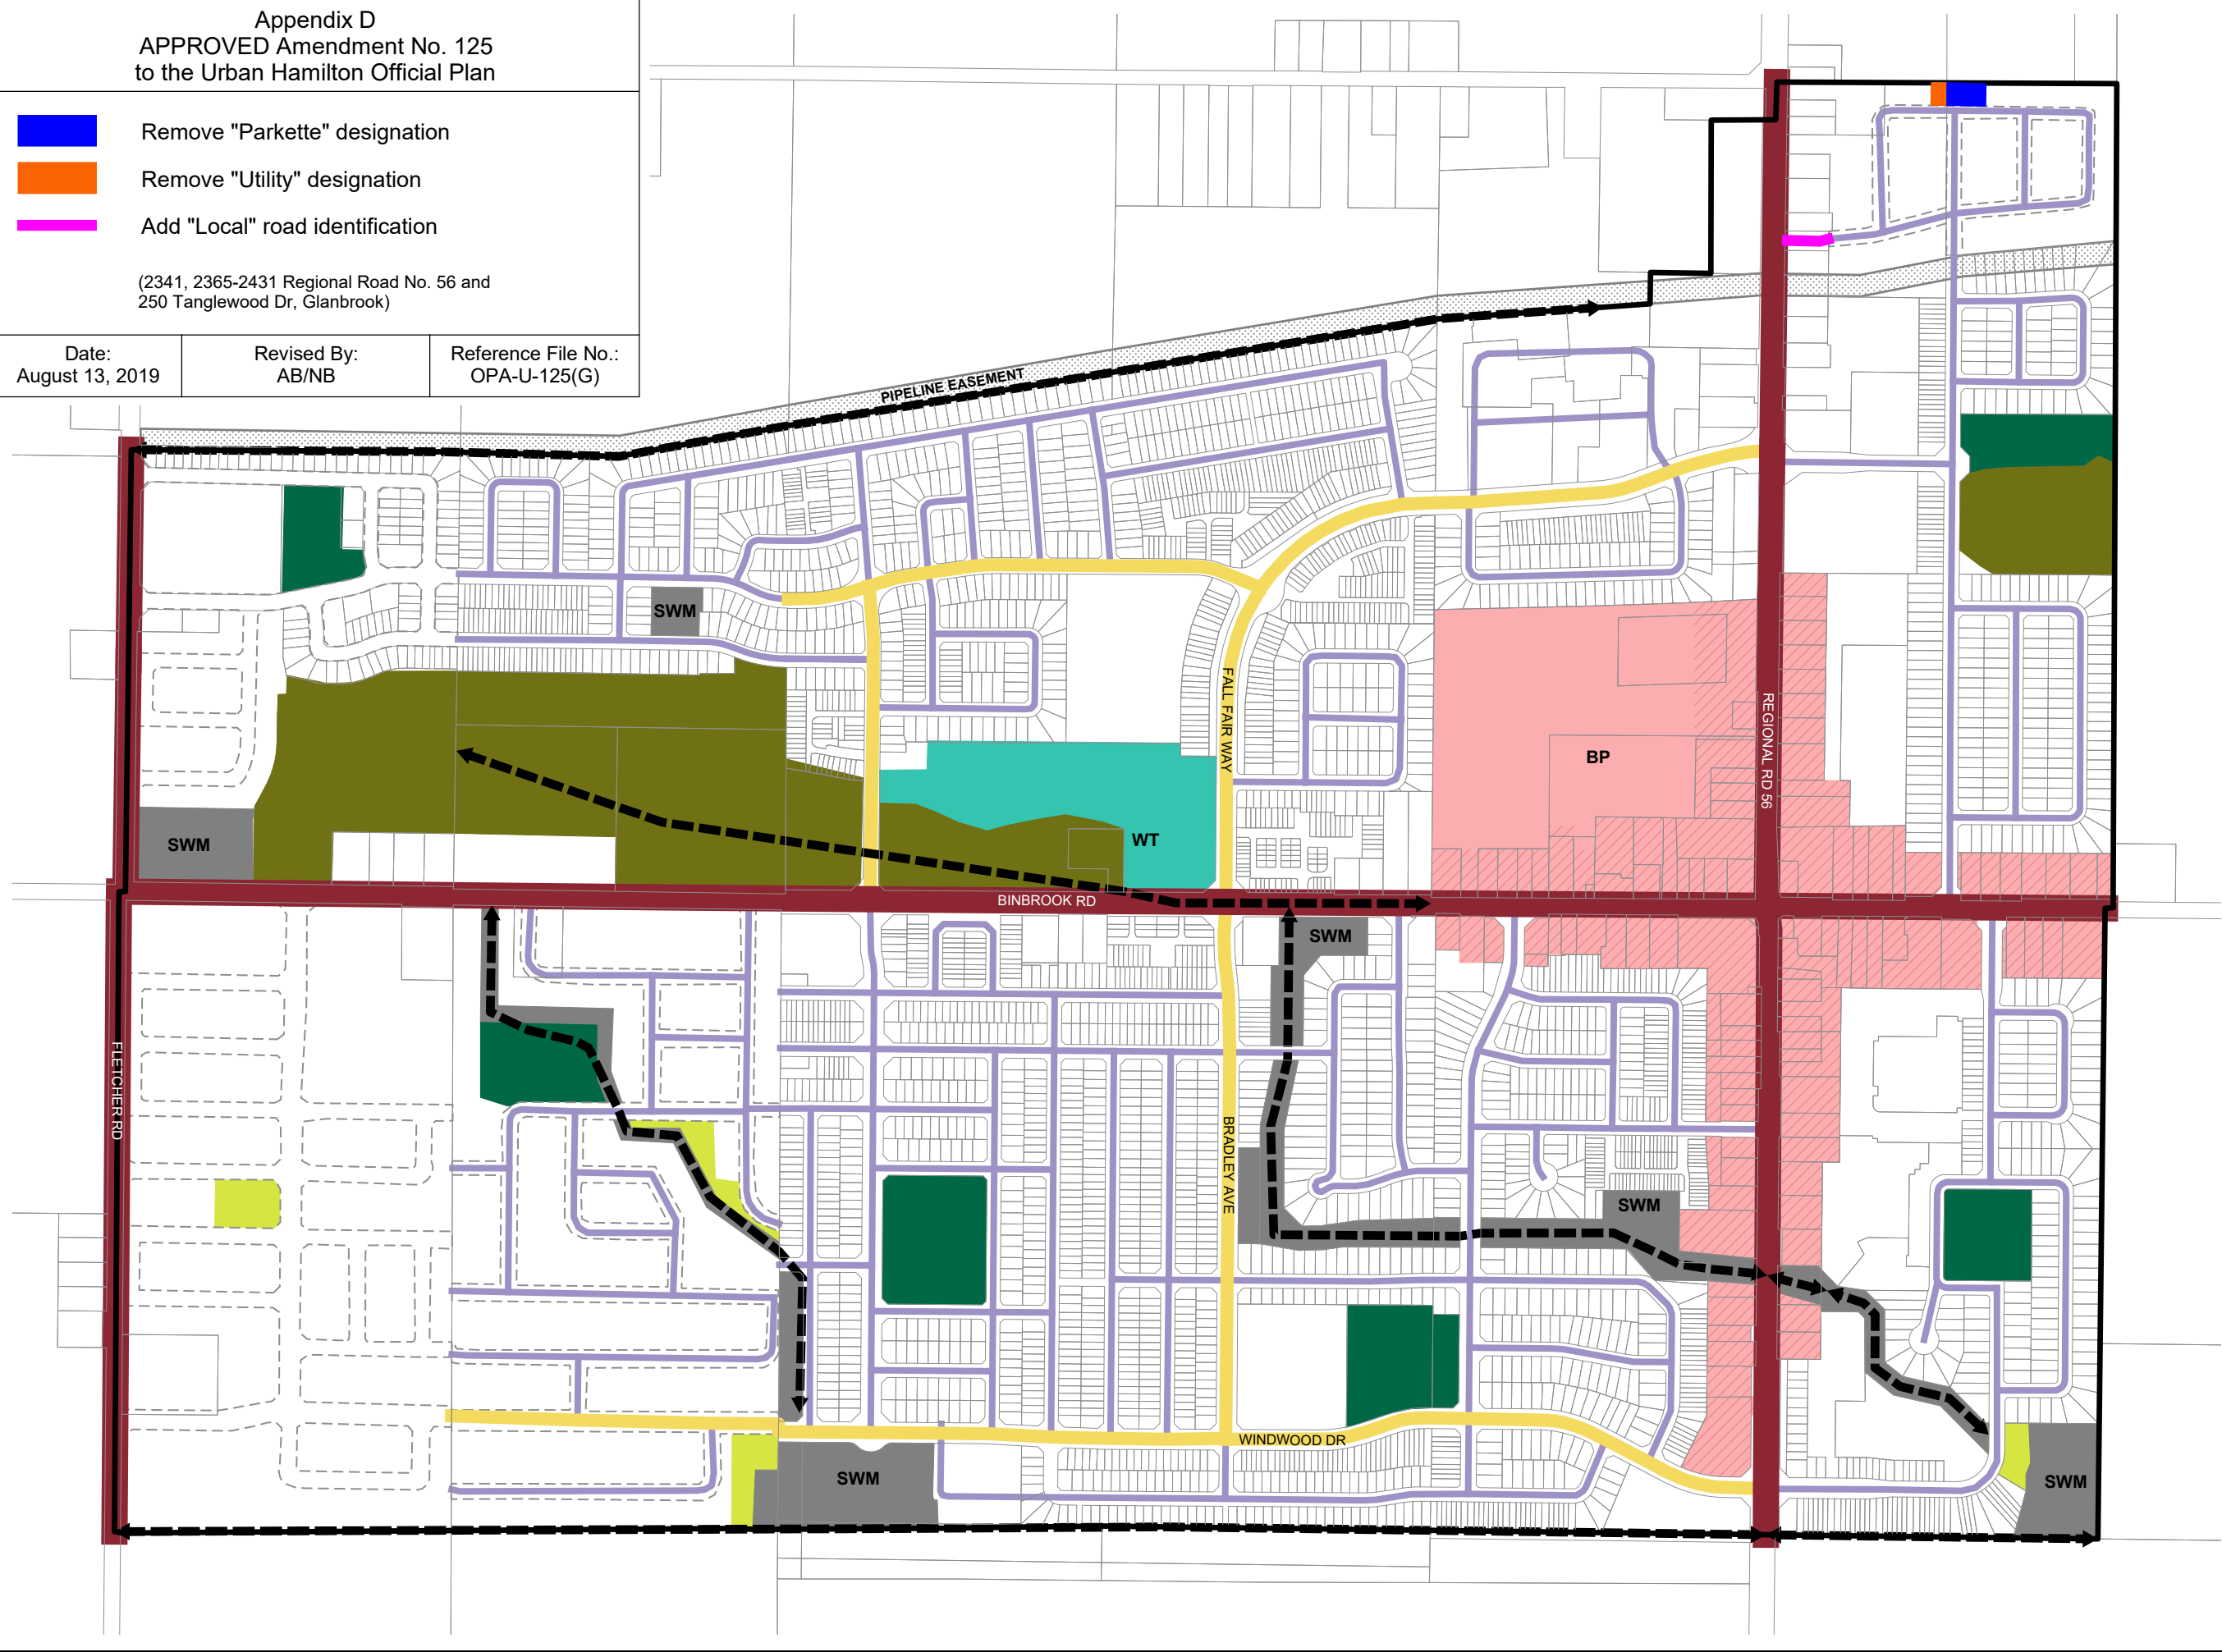 Appendix D
APPROVED Amendment No. 125
to the Urban Hamilton Official Plan
Remove "Parkette" designation
Remove "Utility" designation
Add "Local" road identification
(2341, 2365-2431 Regional Road No. 56 and
250 Tanglewood Dr, Glanbrook)
Date:
August 13, 2019
Revised By:
AB/NB
Reference File No.:
OPA-U-125(G)
PIPELINE EASEMENT
SWM
FALL FAIR WAY
REGIONAL RD 56
BP
WT
SWM
BINBROOK RD
SWM
FLETCHER RD
BRADLEY AVE
SWM
WINDWOOD DR
SWM
SWM